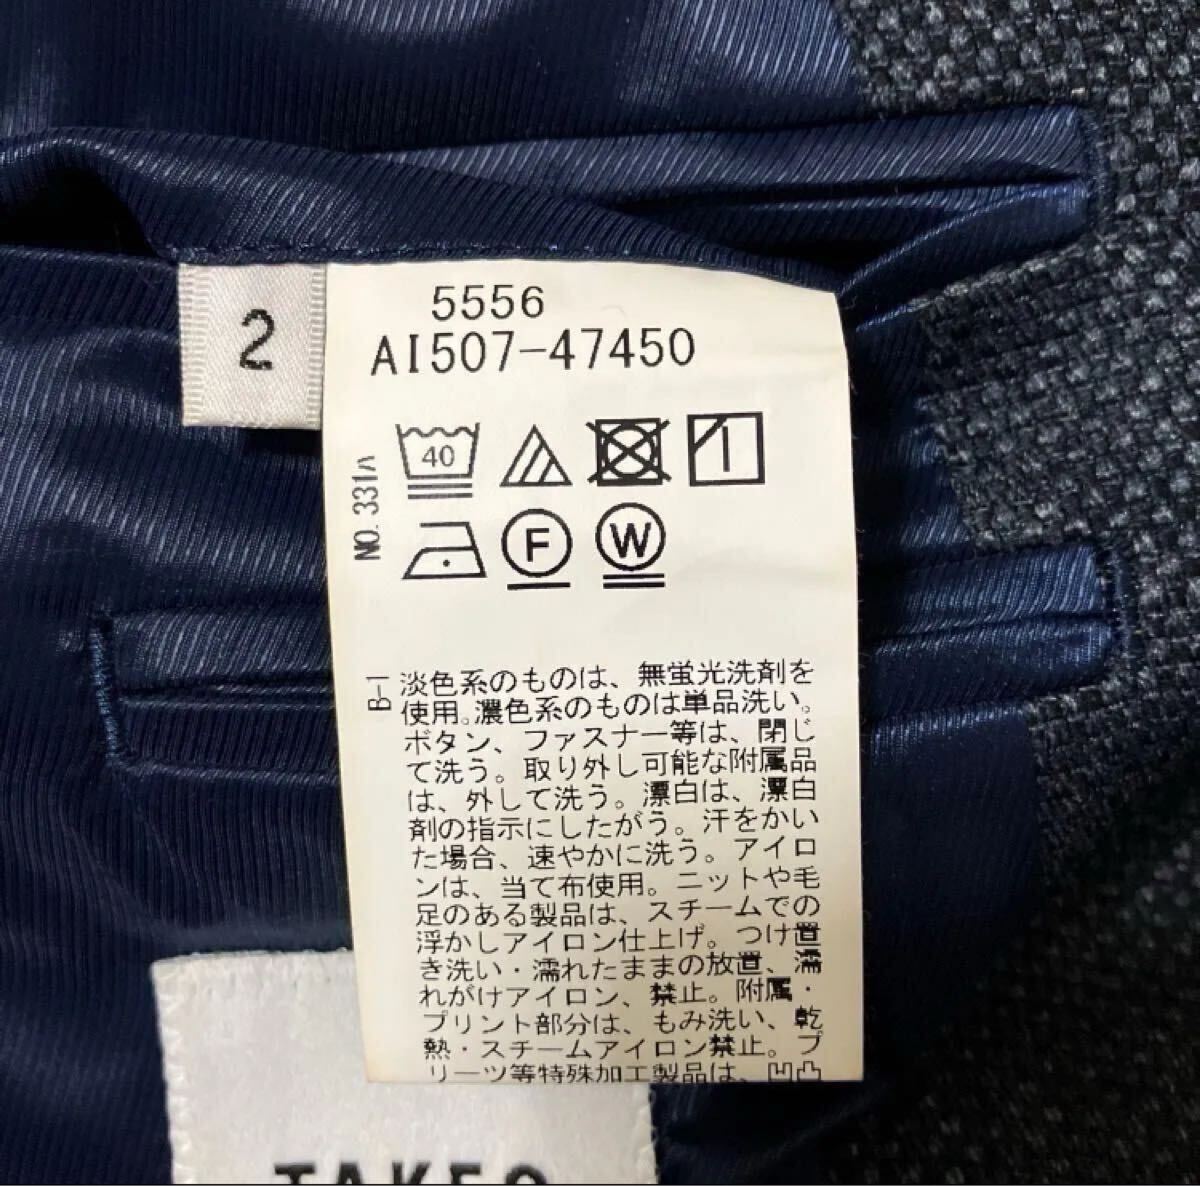 2
5556
AI507-47450
40
NO.331ﾊ
F
W
B-1
淡色系のものは、無蛍光洗剤を
使用。濃色系のものは単品洗い。
ボタン、ファスナー等は、閉じ
て洗う。取り外し可能な附属品
は、外して洗う。漂白は、漂白
剤の指示にしたがう。汗をかい
た場合、速やかに洗う。アイロ
ンは、当て布使用。ニットや毛
足のある製品は、スチームでの
浮かしアイロン仕上げ。つけ置
き洗い・濡れたままの放置、濡
れがけアイロン、禁止。附属・
プリント部分は、もみ洗い、乾
熱・スチームアイロン禁止。プ
リーツ等特殊加工製品は、凹凸
TAKEO